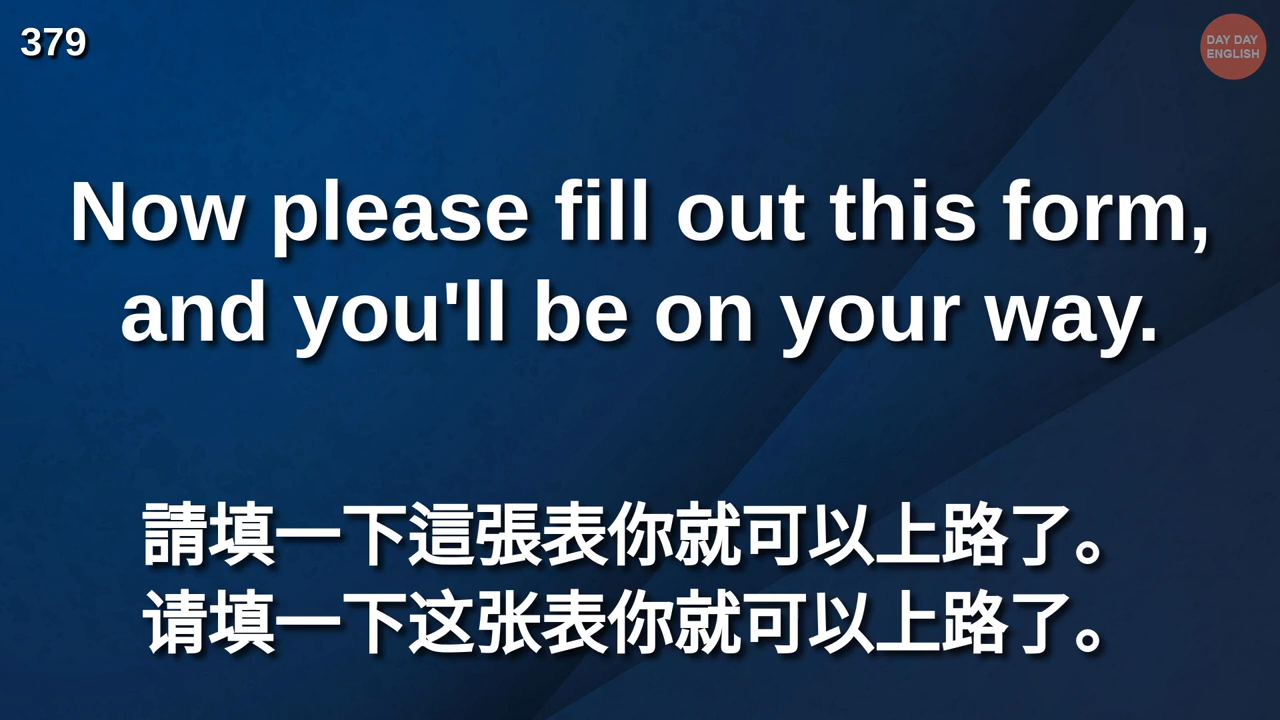 379
DAY DAY
ENGLISH
Now please fill out this form,
and you'll be on your way.
請填一下這張表你就可以上路了。
请填一下这张表你就可以上路了。